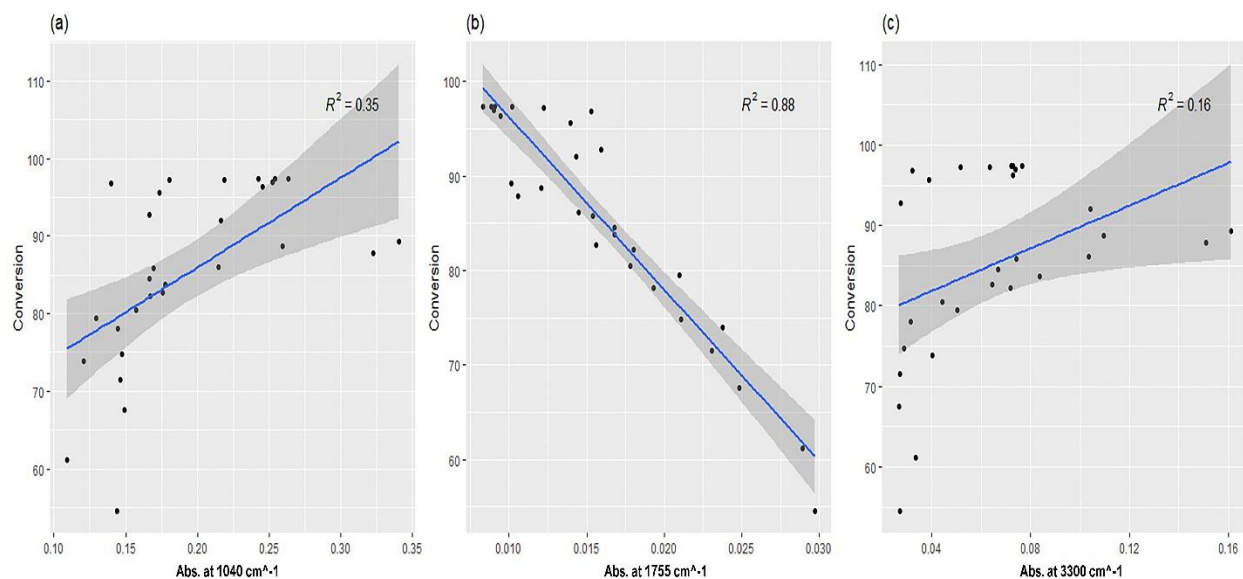 (a)
R² = 0.35
Conversion
110
100
90
80
70
60
0.10 0.15 0.20 0.25 0.30 0.35
Abs. at 1040 cm^-1
(b)
R² = 0.88
Conversion
100
90
80
70
60
0.010 0.015 0.020 0.025 0.030
Abs. at 1755 cm^-1
(c)
R² = 0.16
Conversion
110
100
90
80
70
60
0.04 0.08 0.12 0.16
Abs. at 3300 cm^-1